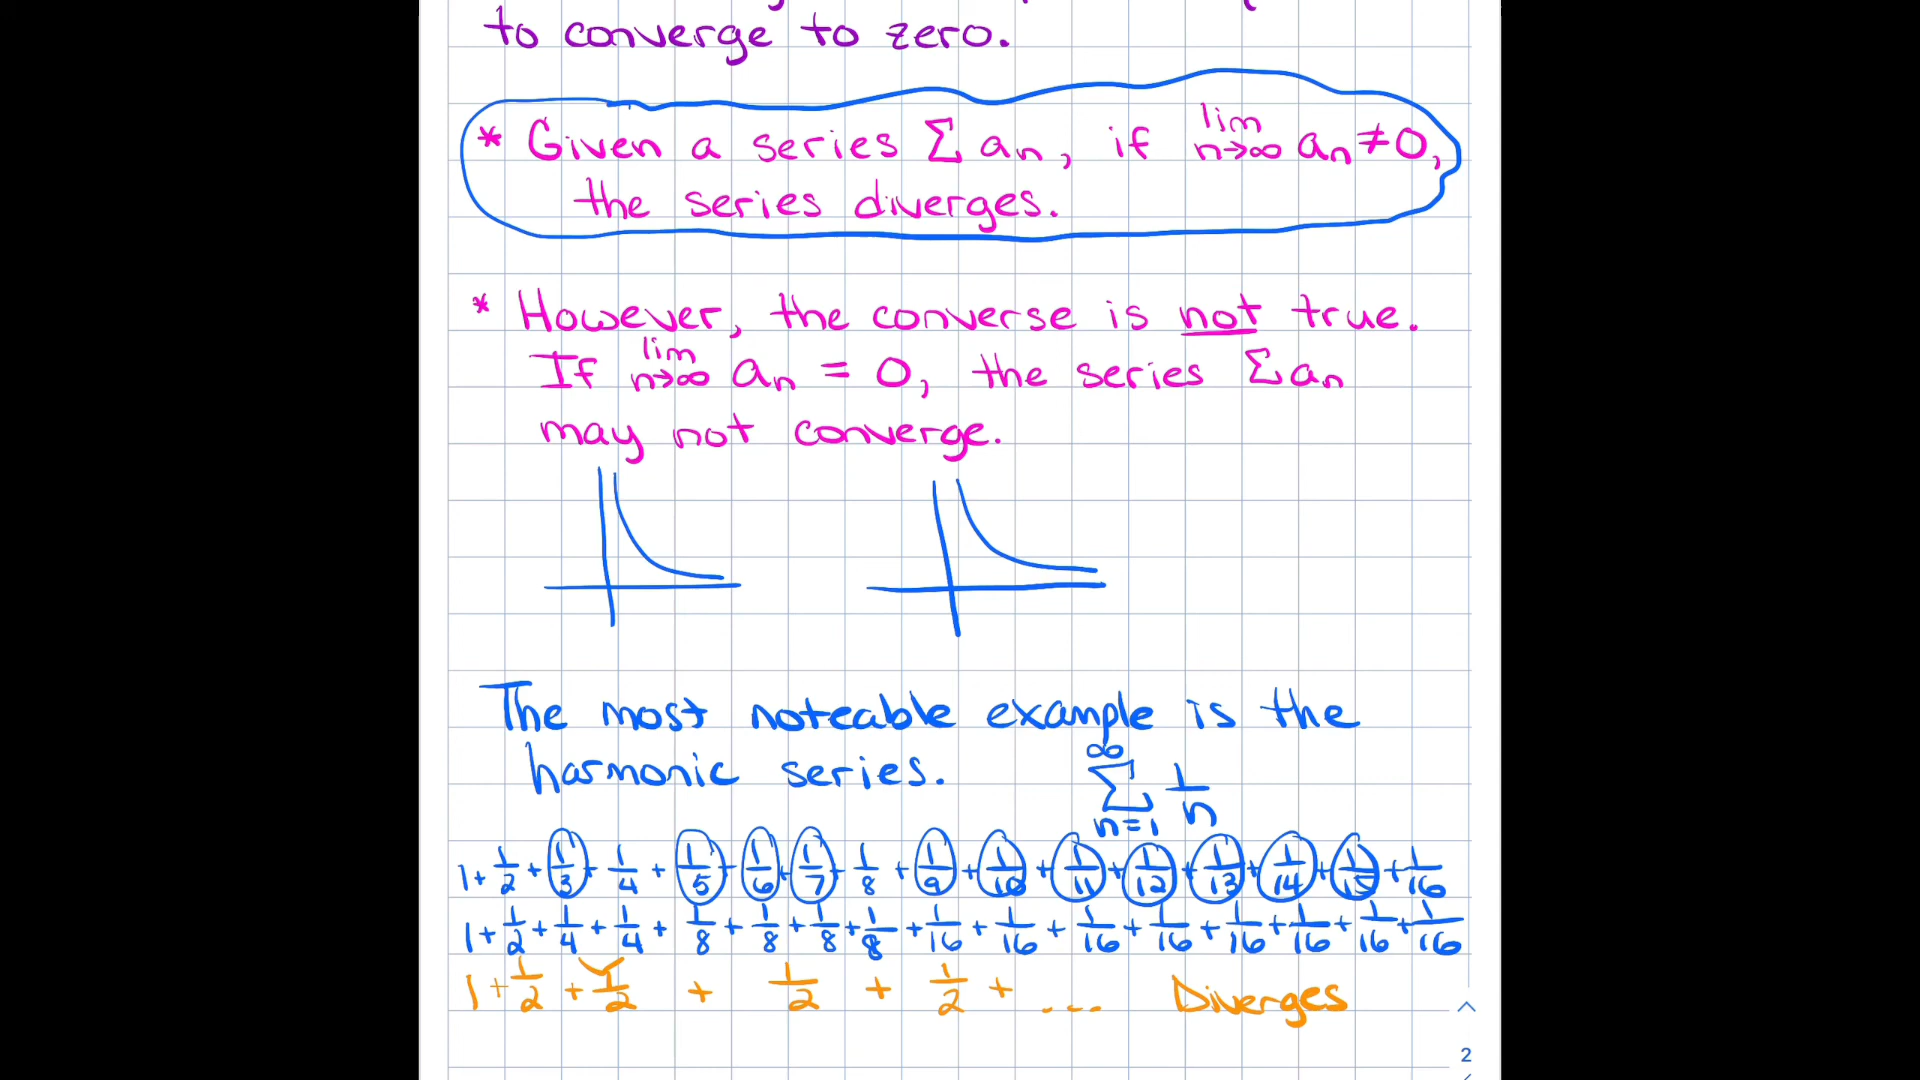 to converge to zero.
* Given a series Σ an, if lim n→∞ an ≠ 0,
the series diverges.
* However, the converse is not true.
If lim n→∞ an = 0, the series Σ an
may not converge.
The most noteable example is the
harmonic series. ∞ Σ n=1 1/n
1 + 1/2 + 1/3 + 1/4 + 1/5 + 1/6 + 1/7 + 1/8 + 1/9 + 1/10 + 1/11 + 1/12 + 1/13 + 1/14 + 1/15 + 1/16
1 + 1/2 + 1/4 + 1/4 + 1/8 + 1/8 + 1/8 + 1/8 + 1/16 + 1/16 + 1/16 + 1/16 + 1/16 + 1/16 + 1/16 + 1/16
1 + 1/2 + 1/2 + 1/2 + 1/2 + ... Diverges
2